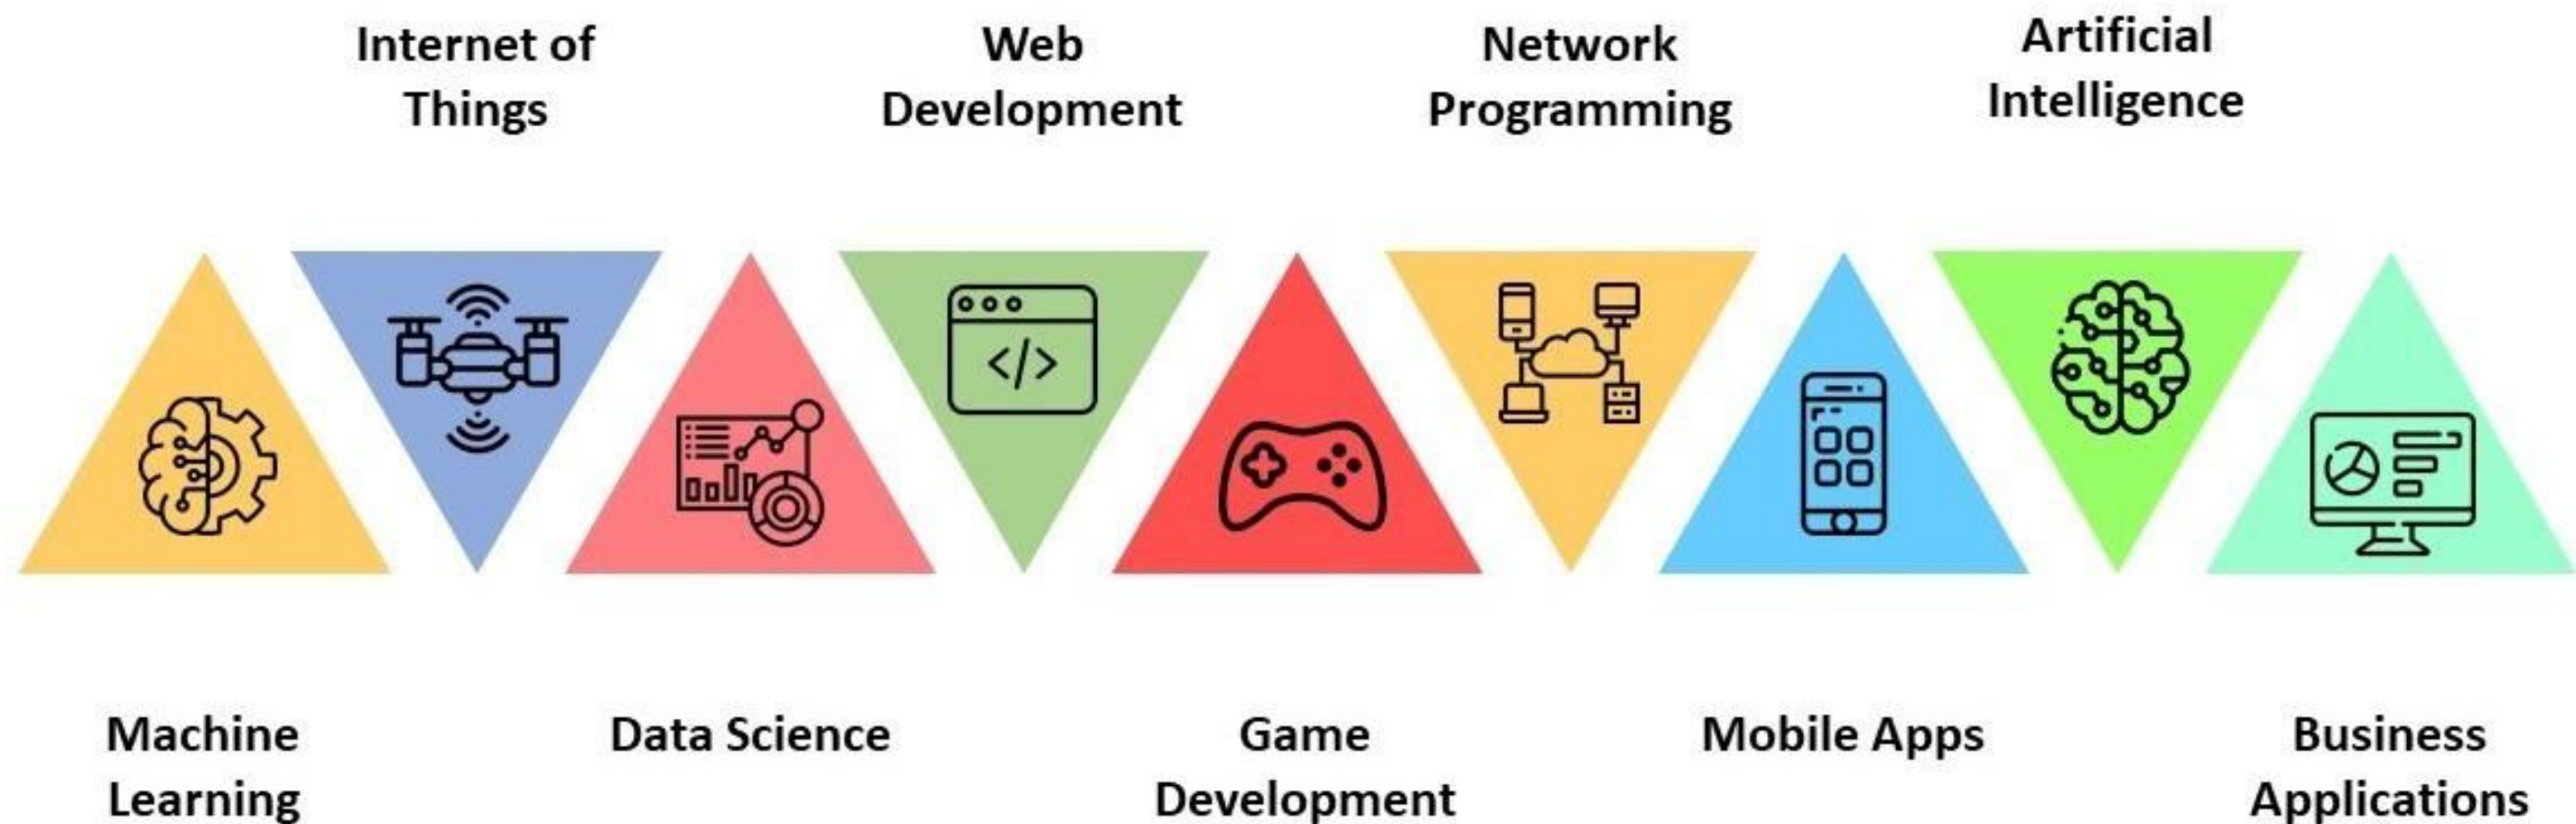 Internet of
Things
Web
Development
Network
Programming
Artificial
Intelligence
</>
Machine
Learning
Data Science
Game
Development
Mobile Apps
Business
Applications